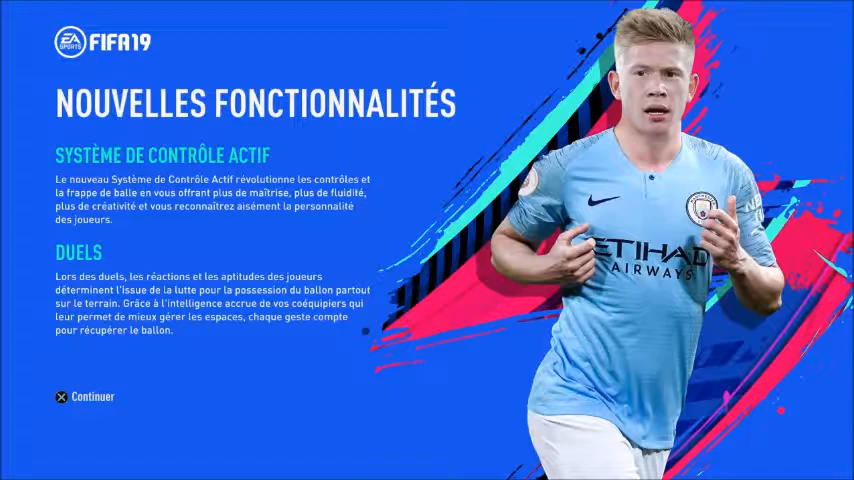 EA SPORTS FIFA 19
NOUVELLES FONCTIONNALITÉS
SYSTÈME DE CONTRÔLE ACTIF
Le nouveau Système de Contrôle Actif révolutionne les contrôles et
la frappe de balle en vous offrant plus de maîtrise, plus de fluidité,
plus de créativité et vous reconnaîtrez aisément la personnalité
des joueurs.
DUELS
Lors des duels, les réactions et les aptitudes des joueurs
déterminent l'issue de la lutte pour la possession du ballon partout
sur le terrain. Grâce à l'intelligence accrue de vos coéquipiers qui
leur permet de mieux gérer les espaces, chaque geste compte
pour récupérer le ballon.
Continuer
ETIHAD
AIRWAYS